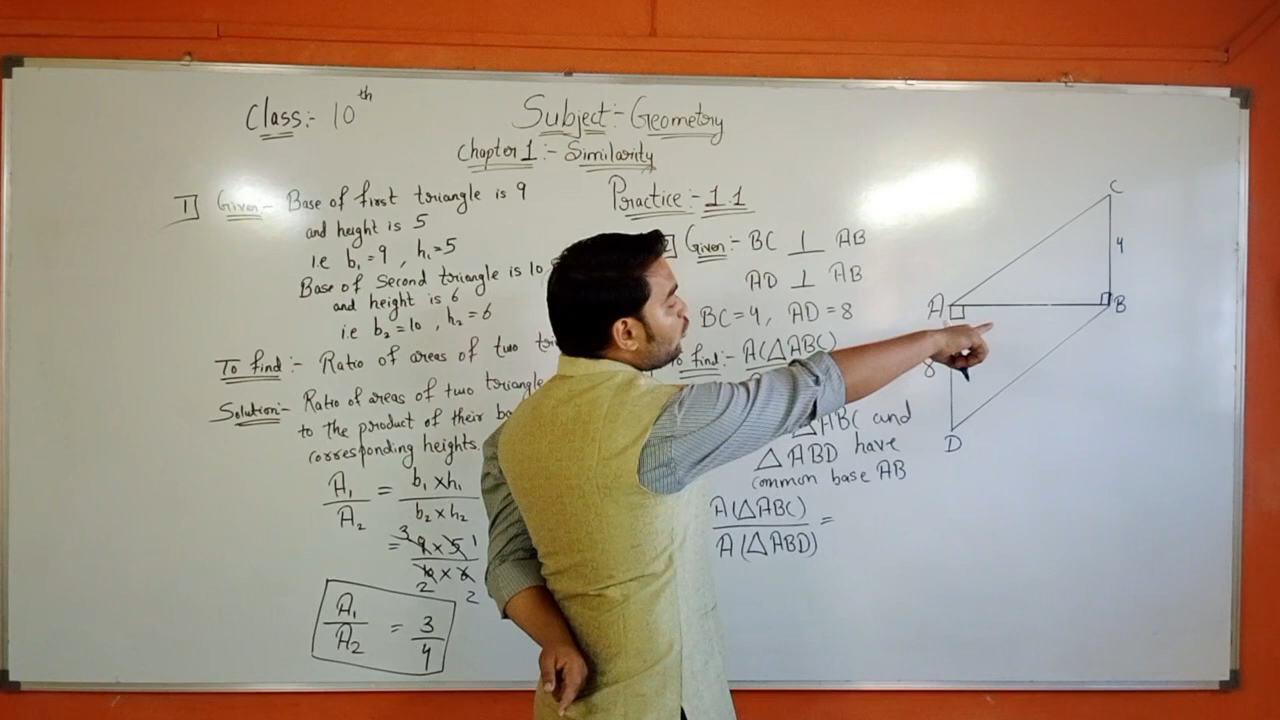 Class:- 10th
Subject:- Geometry
Chapter 1:- Similarity
Practice:- 1.1
1] Given:- Base of first triangle is 9
and height is 5
i.e b1=9 , h1=5
Base of Second triangle is 10
and height is 6
i.e b2=10 , h2=6
To find:- Ratio of areas of two
Solution:- Ratio of areas of two triangle
to the product of their
corresponding heights.
A1/A2 = b1 × h1 / b2 × h2
= 9 × 5 / 10 × 6
3 1
2 2
A1/A2 = 3/4
2] Given:- BC ⊥ AB
AD ⊥ AB
BC=4, AD=8
find:- A(△ABC)
△ABC and
△ABD have
common base AB
A(△ABC)/A(△ABD) =
C
4
A
B
8
D